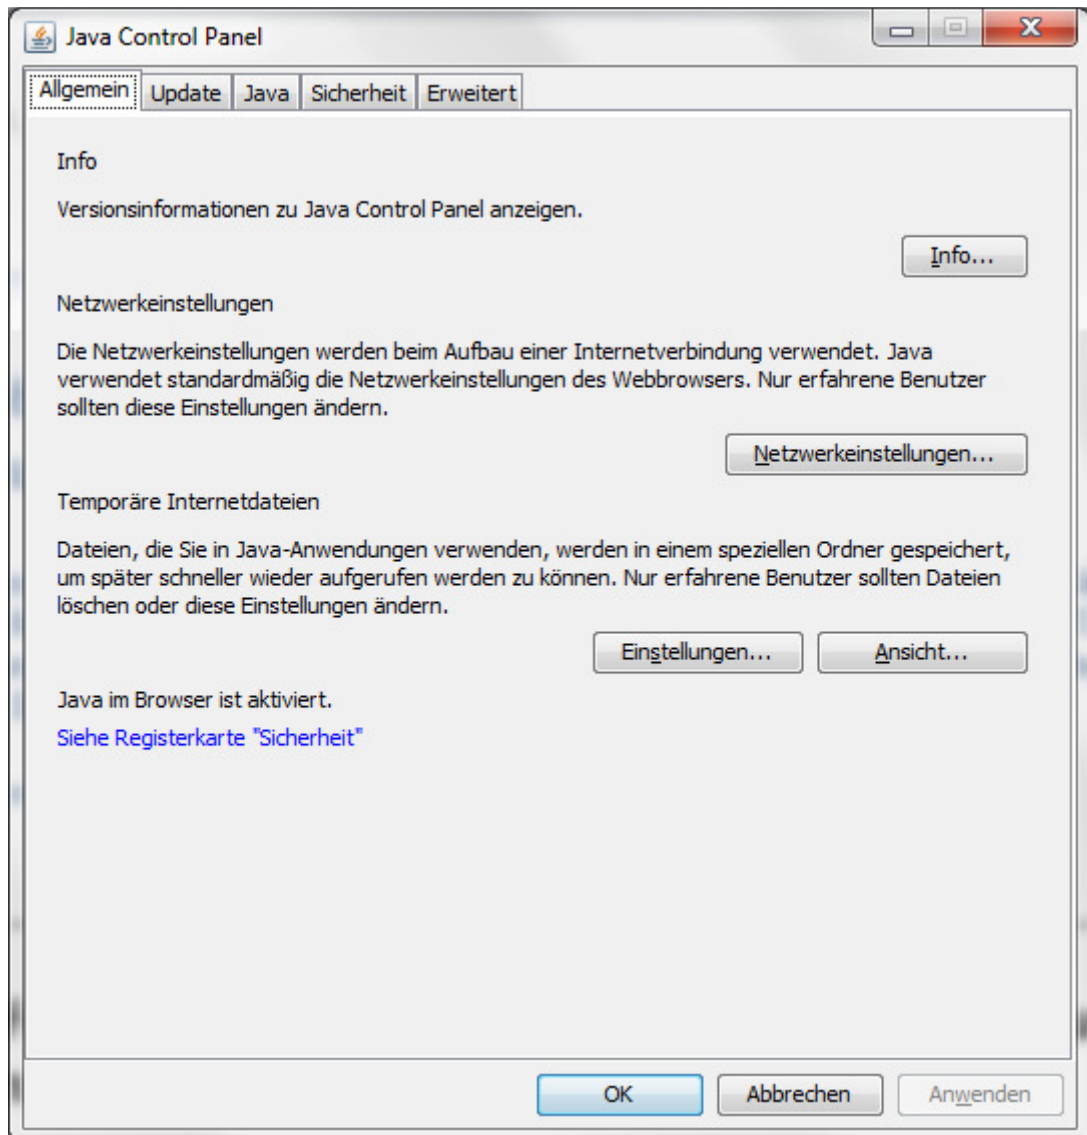 Java Control Panel
Allgemein Update Java Sicherheit Erweitert
Info
Versionsinformationen zu Java Control Panel anzeigen.
Info...
Netzwerkeinstellungen
Die Netzwerkeinstellungen werden beim Aufbau einer Internetverbindung verwendet. Java
verwendet standardmäßig die Netzwerkeinstellungen des Webbrowsers. Nur erfahrene Benutzer
sollten diese Einstellungen ändern.
Netzwerkeinstellungen...
Temporäre Internetdateien
Dateien, die Sie in Java-Anwendungen verwenden, werden in einem speziellen Ordner gespeichert,
um später schneller wieder aufgerufen werden zu können. Nur erfahrene Benutzer sollten Dateien
löschen oder diese Einstellungen ändern.
Einstellungen... Ansicht...
Java im Browser ist aktiviert.
Siehe Registerkarte "Sicherheit"
OK Abbrechen Anwenden